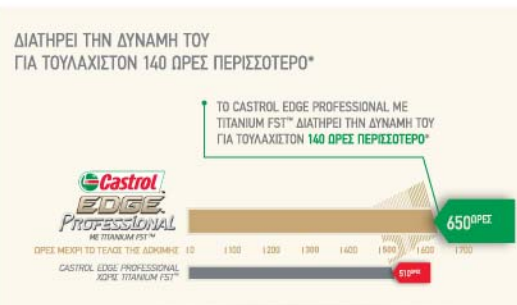 ΔΙΑΤΗΡΕΙ ΤΗΝ ΔΥΝΑΜΗ ΤΟΥ
ΓΙΑ ΤΟΥΛΑΧΙΣΤΟΝ 140 ΩΡΕΣ ΠΕΡΙΣΣΟΤΕΡΟ*
ΤΟ CASTROL EDGE PROFESSIONAL ΜΕ
TITANIUM FST™ ΔΙΑΤΗΡΕΙ ΤΗΝ ΔΥΝΑΜΗ ΤΟΥ
ΓΙΑ ΤΟΥΛΑΧΙΣΤΟΝ 140 ΩΡΕΣ ΠΕΡΙΣΣΟΤΕΡΟ*
Castrol
EDGE
PROFESSIONAL
ΜΕ TITANIUM FST™
650 ΩΡΕΣ
ΩΡΕΣ ΜΕΧΡΙ ΤΟ ΤΕΛΟΣ ΤΗΣ ΔΟΚΙΜΗΣ |0 |100 |200 |300 |400 |500 |600 |700
CASTROL EDGE PROFESSIONAL
ΧΩΡΙΣ TITANIUM FST™
510 ΩΡΕΣ